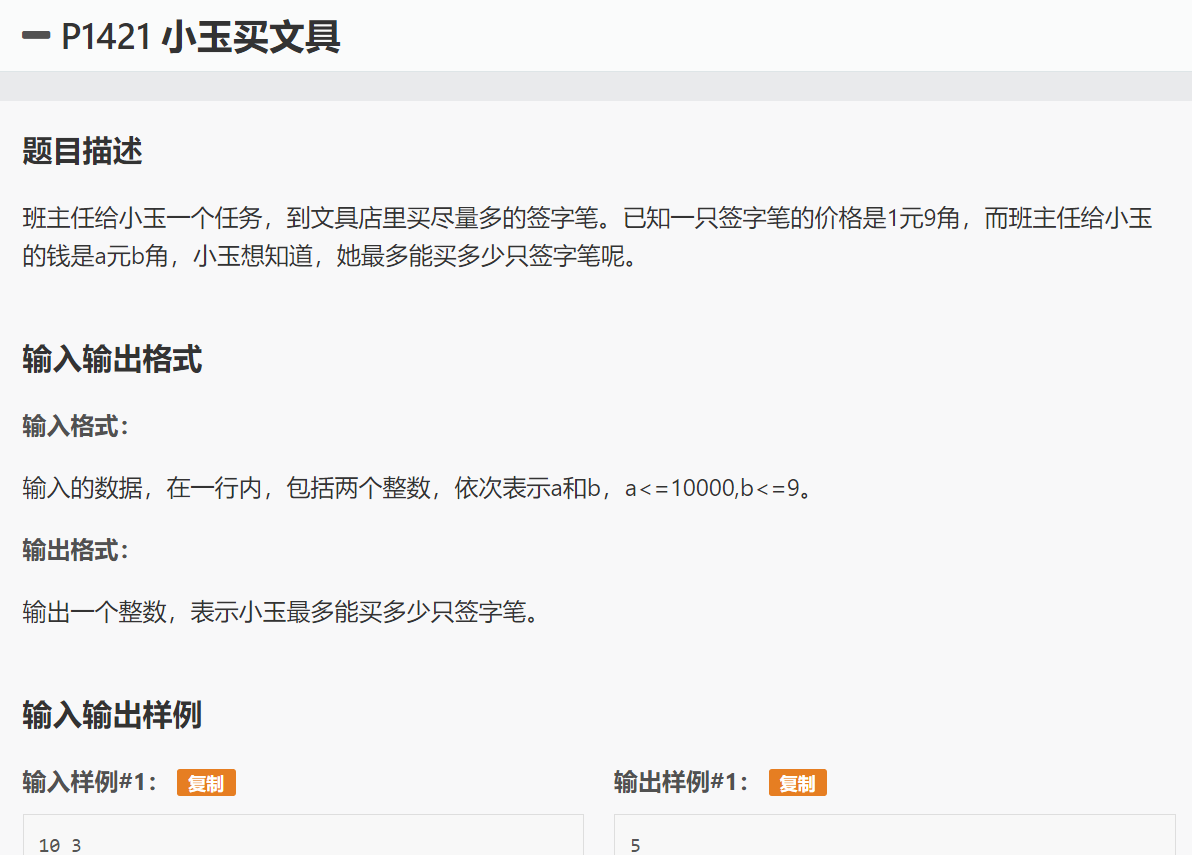 P1421 小玉买文具
题目描述
班主任给小玉一个任务，到文具店里买尽量多的签字笔。已知一只签字笔的价格是1元9角，而班主任给小玉
的钱是a元b角，小玉想知道，她最多能买多少只签字笔呢。
输入输出格式
输入格式：
输入的数据，在一行内，包括两个整数，依次表示a和b，a<=10000,b<=9。
输出格式：
输出一个整数，表示小玉最多能买多少只签字笔。
输入输出样例
输入样例#1： 复制
10 3
输出样例#1： 复制
5